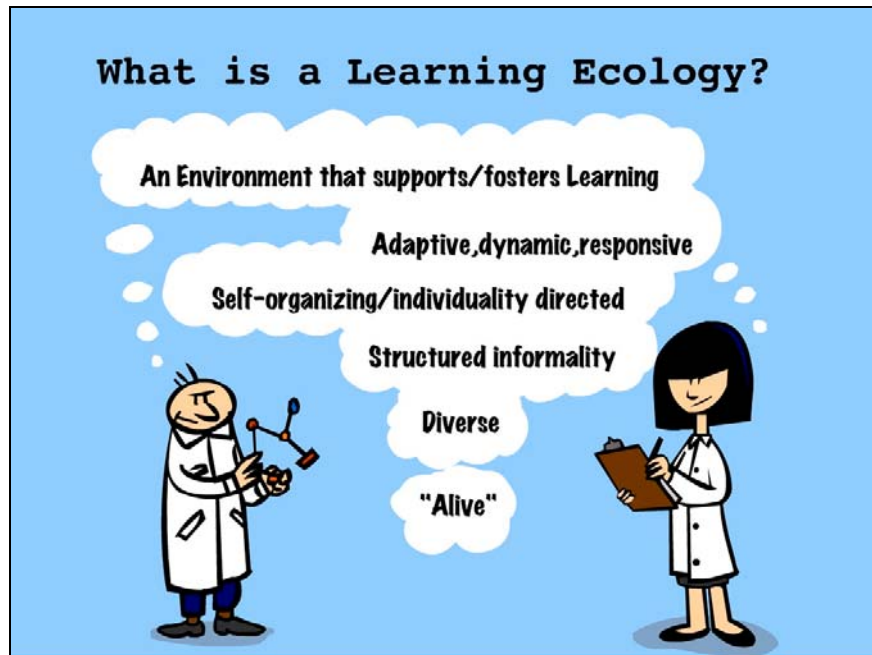 What is a Learning Ecology?
An Environment that supports/fosters Learning
Adaptive,dynamic,responsive
Self-organizing/individuality directed
Structured informality
Diverse
"Alive"